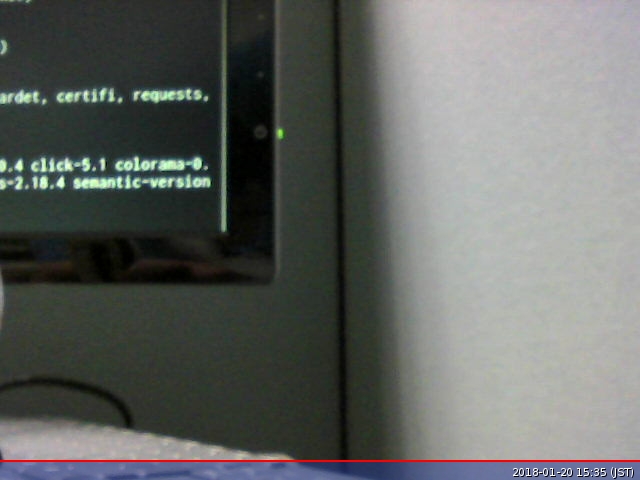 )
ardet, certifi, requests,
0.4 click-5.1 colorama-0.
s-2.18.4 semantic-version
2018-01-20 15:35 (JST)